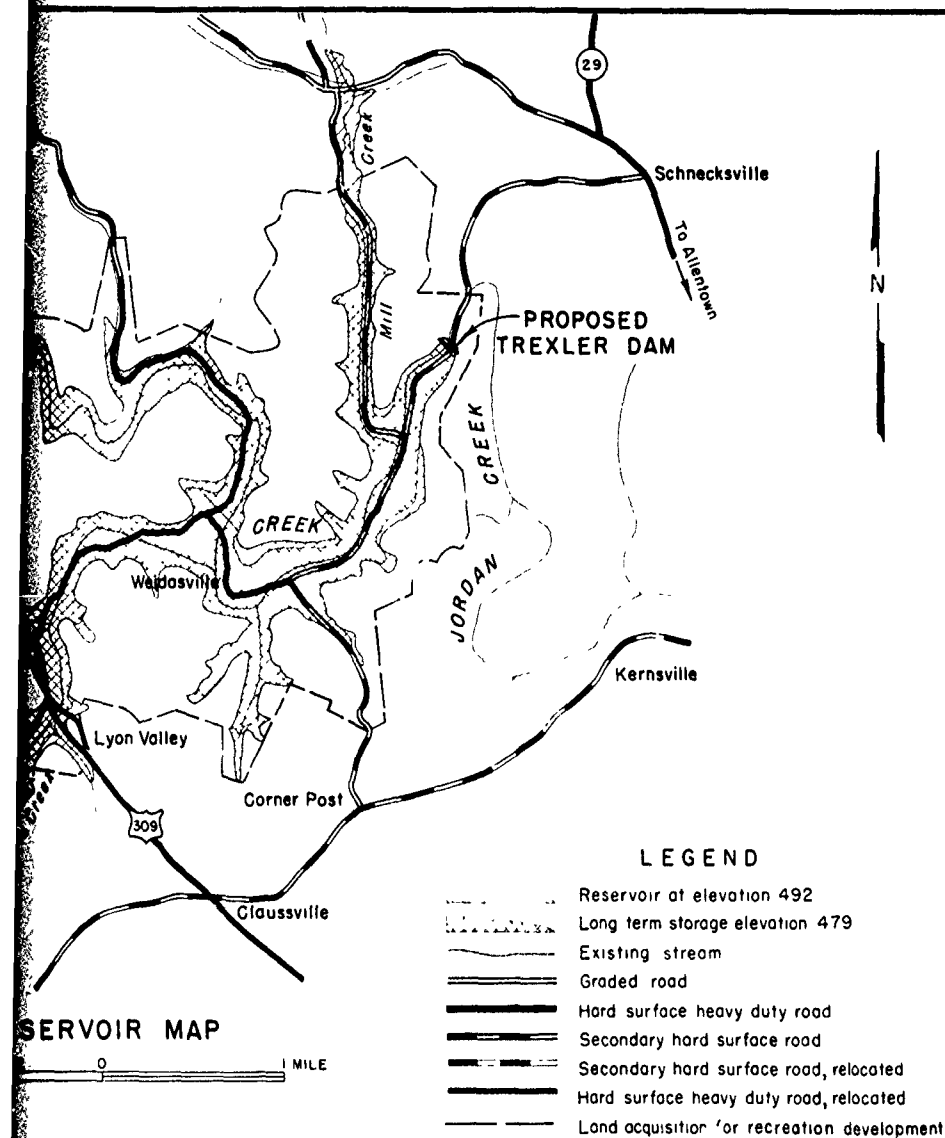 29
Creek
Schnecksville
To Allentown
N
Mill
PROPOSED
TREXLER DAM
CREEK
JORDAN
CREEK
Weidasville
Kernsville
Lyon Valley
Creek
Corner Post
309
Claussville
LEGEND
Reservoir at elevation 492
Long term storage elevation 479
Existing stream
Graded road
Hard surface heavy duty road
Secondary hard surface road
Secondary hard surface road, relocated
Hard surface heavy duty road, relocated
Land acquisition 'or recreation development
SERVOIR MAP
0 1 MILE